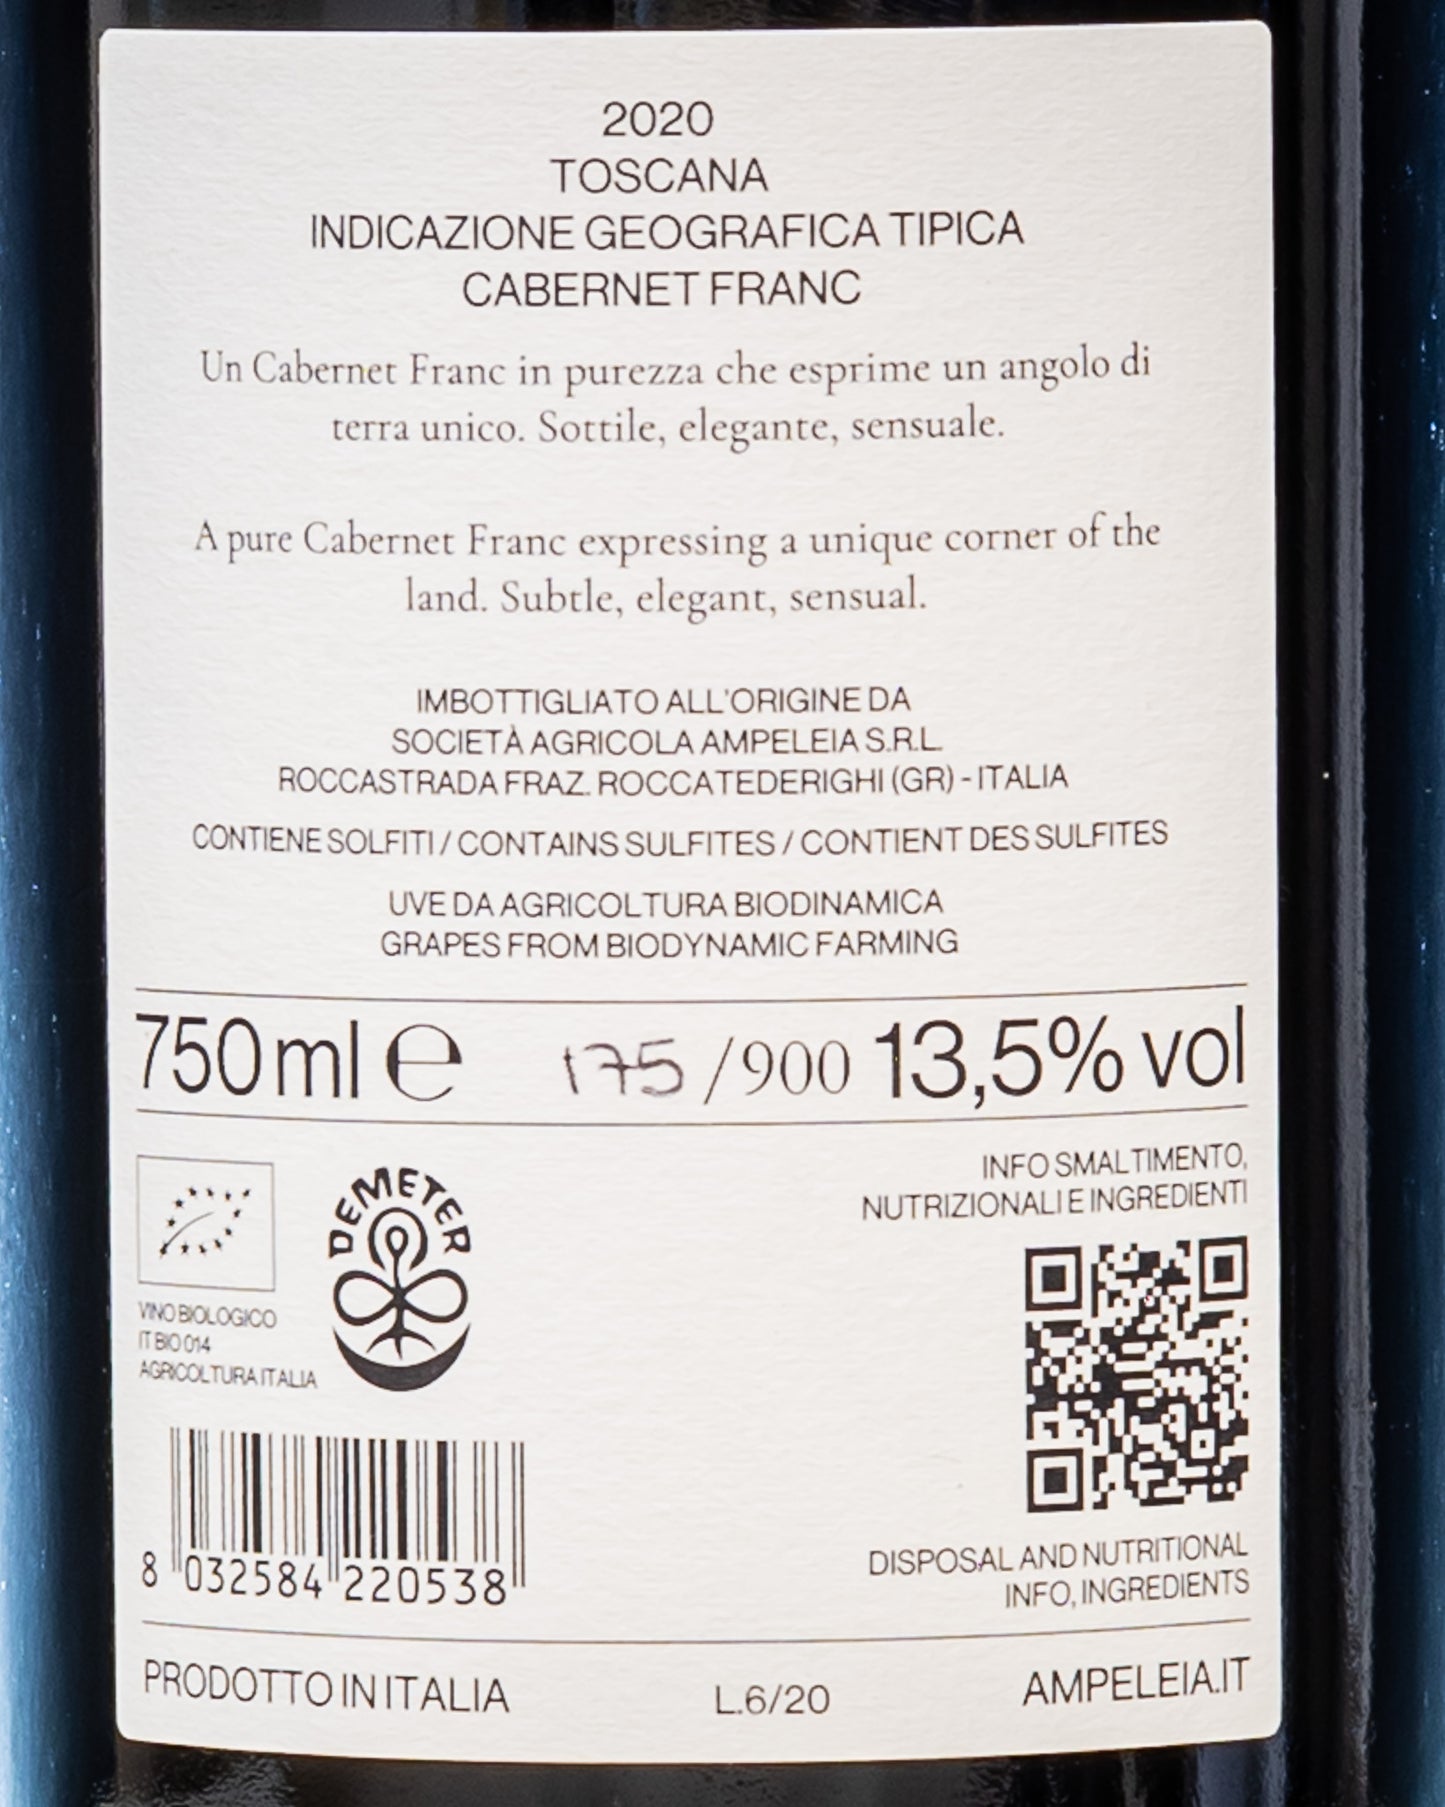 2020
TOSCANA
INDICAZIONE GEOGRAFICA TIPICA
CABERNET FRANC
Un Cabernet Franc in purezza che esprime un angolo di
terra unico. Sottile, elegante, sensuale.
A pure Cabernet Franc expressing a unique corner of the
land. Subtle, elegant, sensual.
IMBOTTIGLIATO ALL'ORIGINE DA
SOCIETÀ AGRICOLA AMPELEIA S.R.L.
ROCCASTRADA FRAZ. ROCCATEDERIGHI (GR) - ITALIA
CONTIENE SOLFITI / CONTAINS SULFITES / CONTIENT DES SULFITES
UVE DA AGRICOLTURA BIODINAMICA
GRAPES FROM BIODYNAMIC FARMING
750 ml ℮ 175 /900 13,5% vol
DEMETER
VINO BIOLOGICO
IT BIO 014
AGRICOLTURA ITALIA
8 032584 220538
INFO SMALTIMENTO,
NUTRIZIONALI E INGREDIENTI
DISPOSAL AND NUTRITIONAL
INFO, INGREDIENTS
PRODOTTO IN ITALIA L.6/20 AMPELEIA.IT